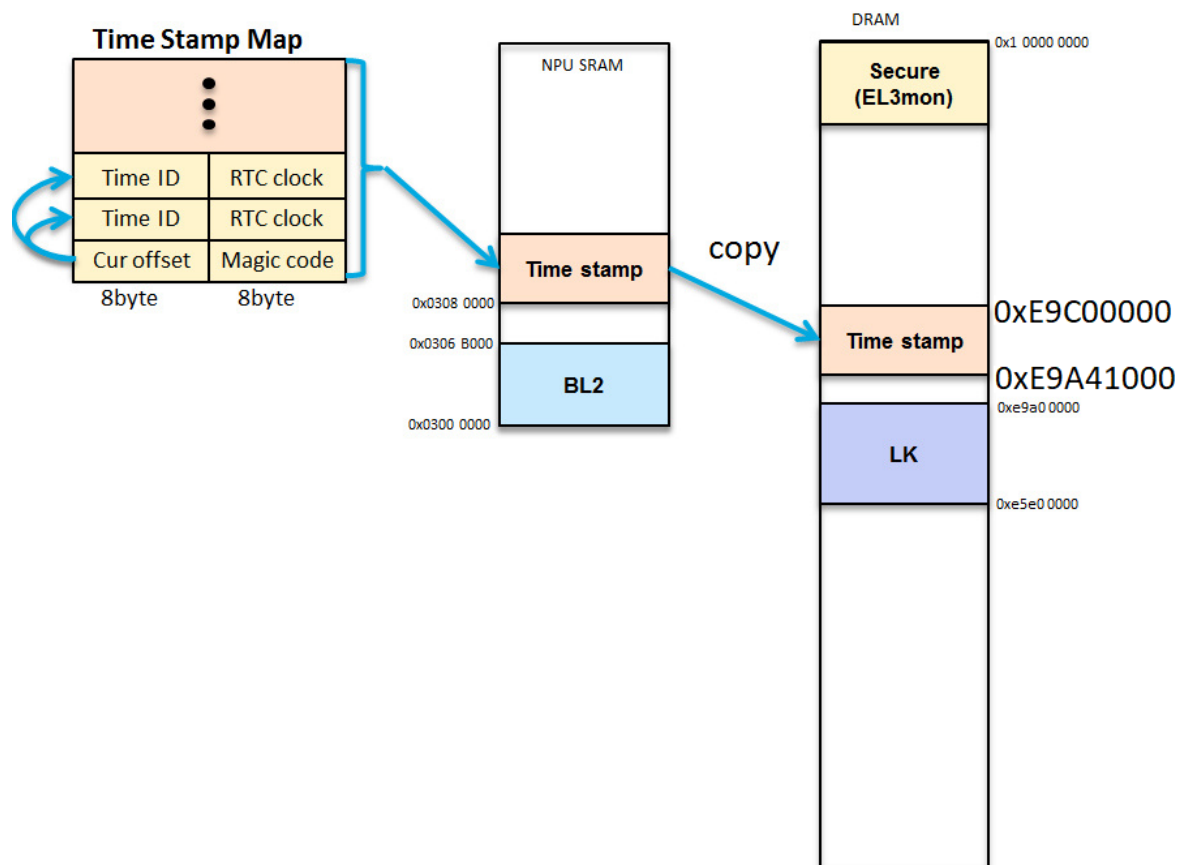 Time Stamp Map
Time ID
RTC clock
Time ID
RTC clock
Cur offset
Magic code
8byte
8byte
NPU SRAM
Time stamp
0x0308 0000
0x0306 B000
BL2
0x0300 0000
copy
DRAM
0x1 0000 0000
Secure
(EL3mon)
0xE9C00000
Time stamp
0xE9A41000
0xe9a0 0000
LK
0xe5e0 0000